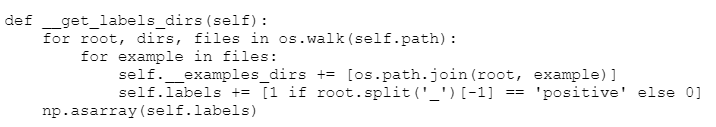 def __get_labels_dirs(self):
    for root, dirs, files in os.walk(self.path):
        for example in files:
            self.__examples_dirs += [os.path.join(root, example)]
            self.labels += [1 if root.split('_')[-1] == 'positive' else 0]
    np.asarray(self.labels)